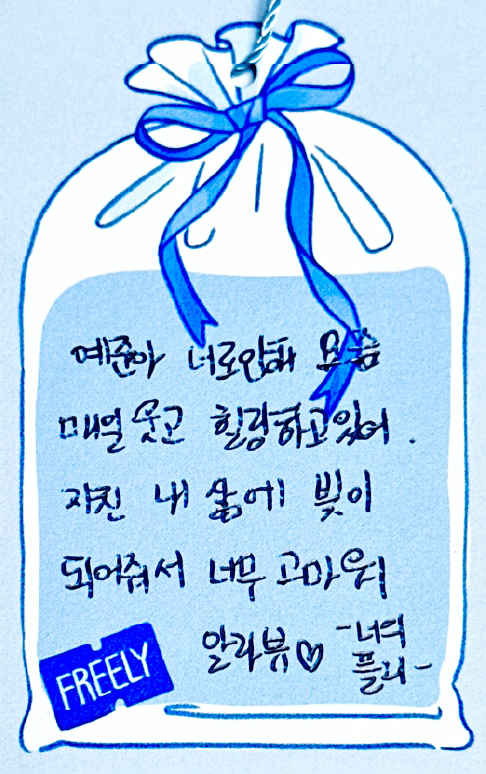 예준아 너로인해 요즘
매일 웃고 힐링하고있어.
지친 내 삶에 빛이
되어줘서 너무 고마워
알라뷰♡ -너의
플리-
FREELY